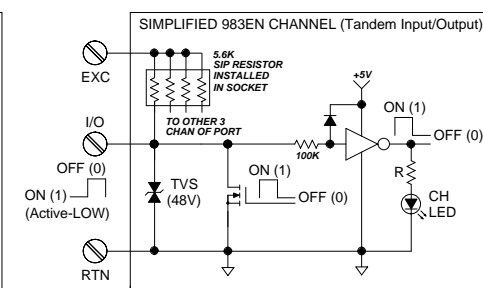 SIMPLIFIED 983EN CHANNEL (Tandem Input/Output)
EXC
5.6K
SIP RESISTOR
INSTALLED
IN SOCKET
+5V
TO OTHER 3
CHAN OF PORT
I/O
ON (1)
OFF (0)
100K
OFF (0)
ON (1)
(Active-LOW)
TVS
(48V)
ON (1)
OFF (0)
R
CH
LED
RTN